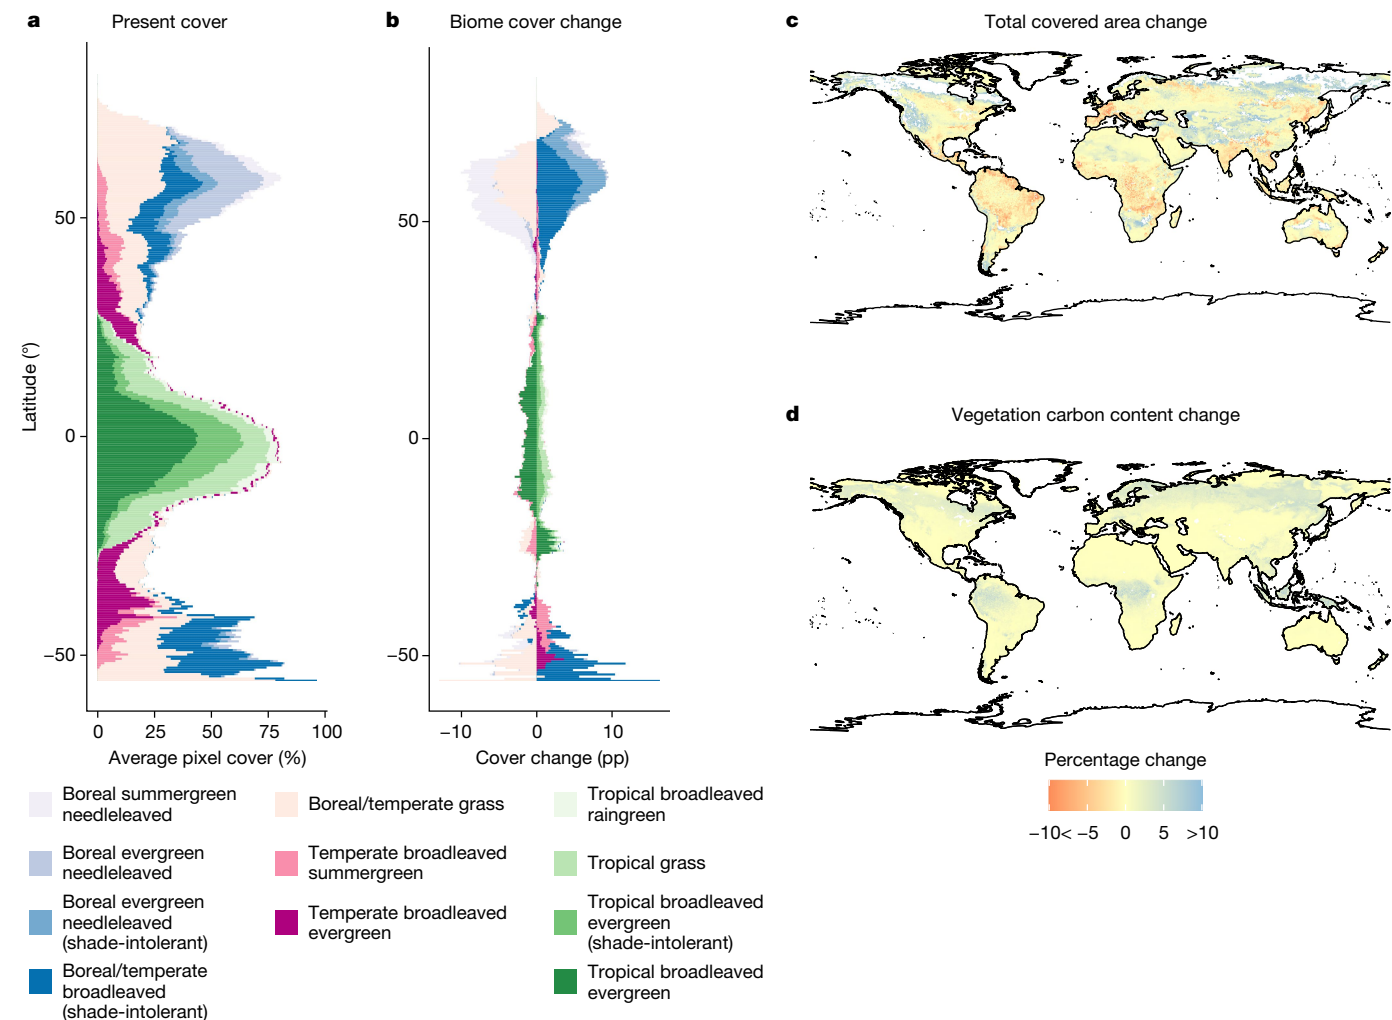 a Present cover
b Biome cover change
c Total covered area change
Latitude (°)
50
0
−50
0 25 50 75 100
Average pixel cover (%)
50
0
−50
−10 0 10
Cover change (pp)
d Vegetation carbon content change
Percentage change
−10< −5 0 5 >10
Boreal summergreen
needleleaved
Boreal evergreen
needleleaved
Boreal evergreen
needleleaved
(shade-intolerant)
Boreal/temperate
broadleaved
(shade-intolerant)
Boreal/temperate grass
Temperate broadleaved
summergreen
Temperate broadleaved
evergreen
Tropical broadleaved
raingreen
Tropical grass
Tropical broadleaved
evergreen
(shade-intolerant)
Tropical broadleaved
evergreen